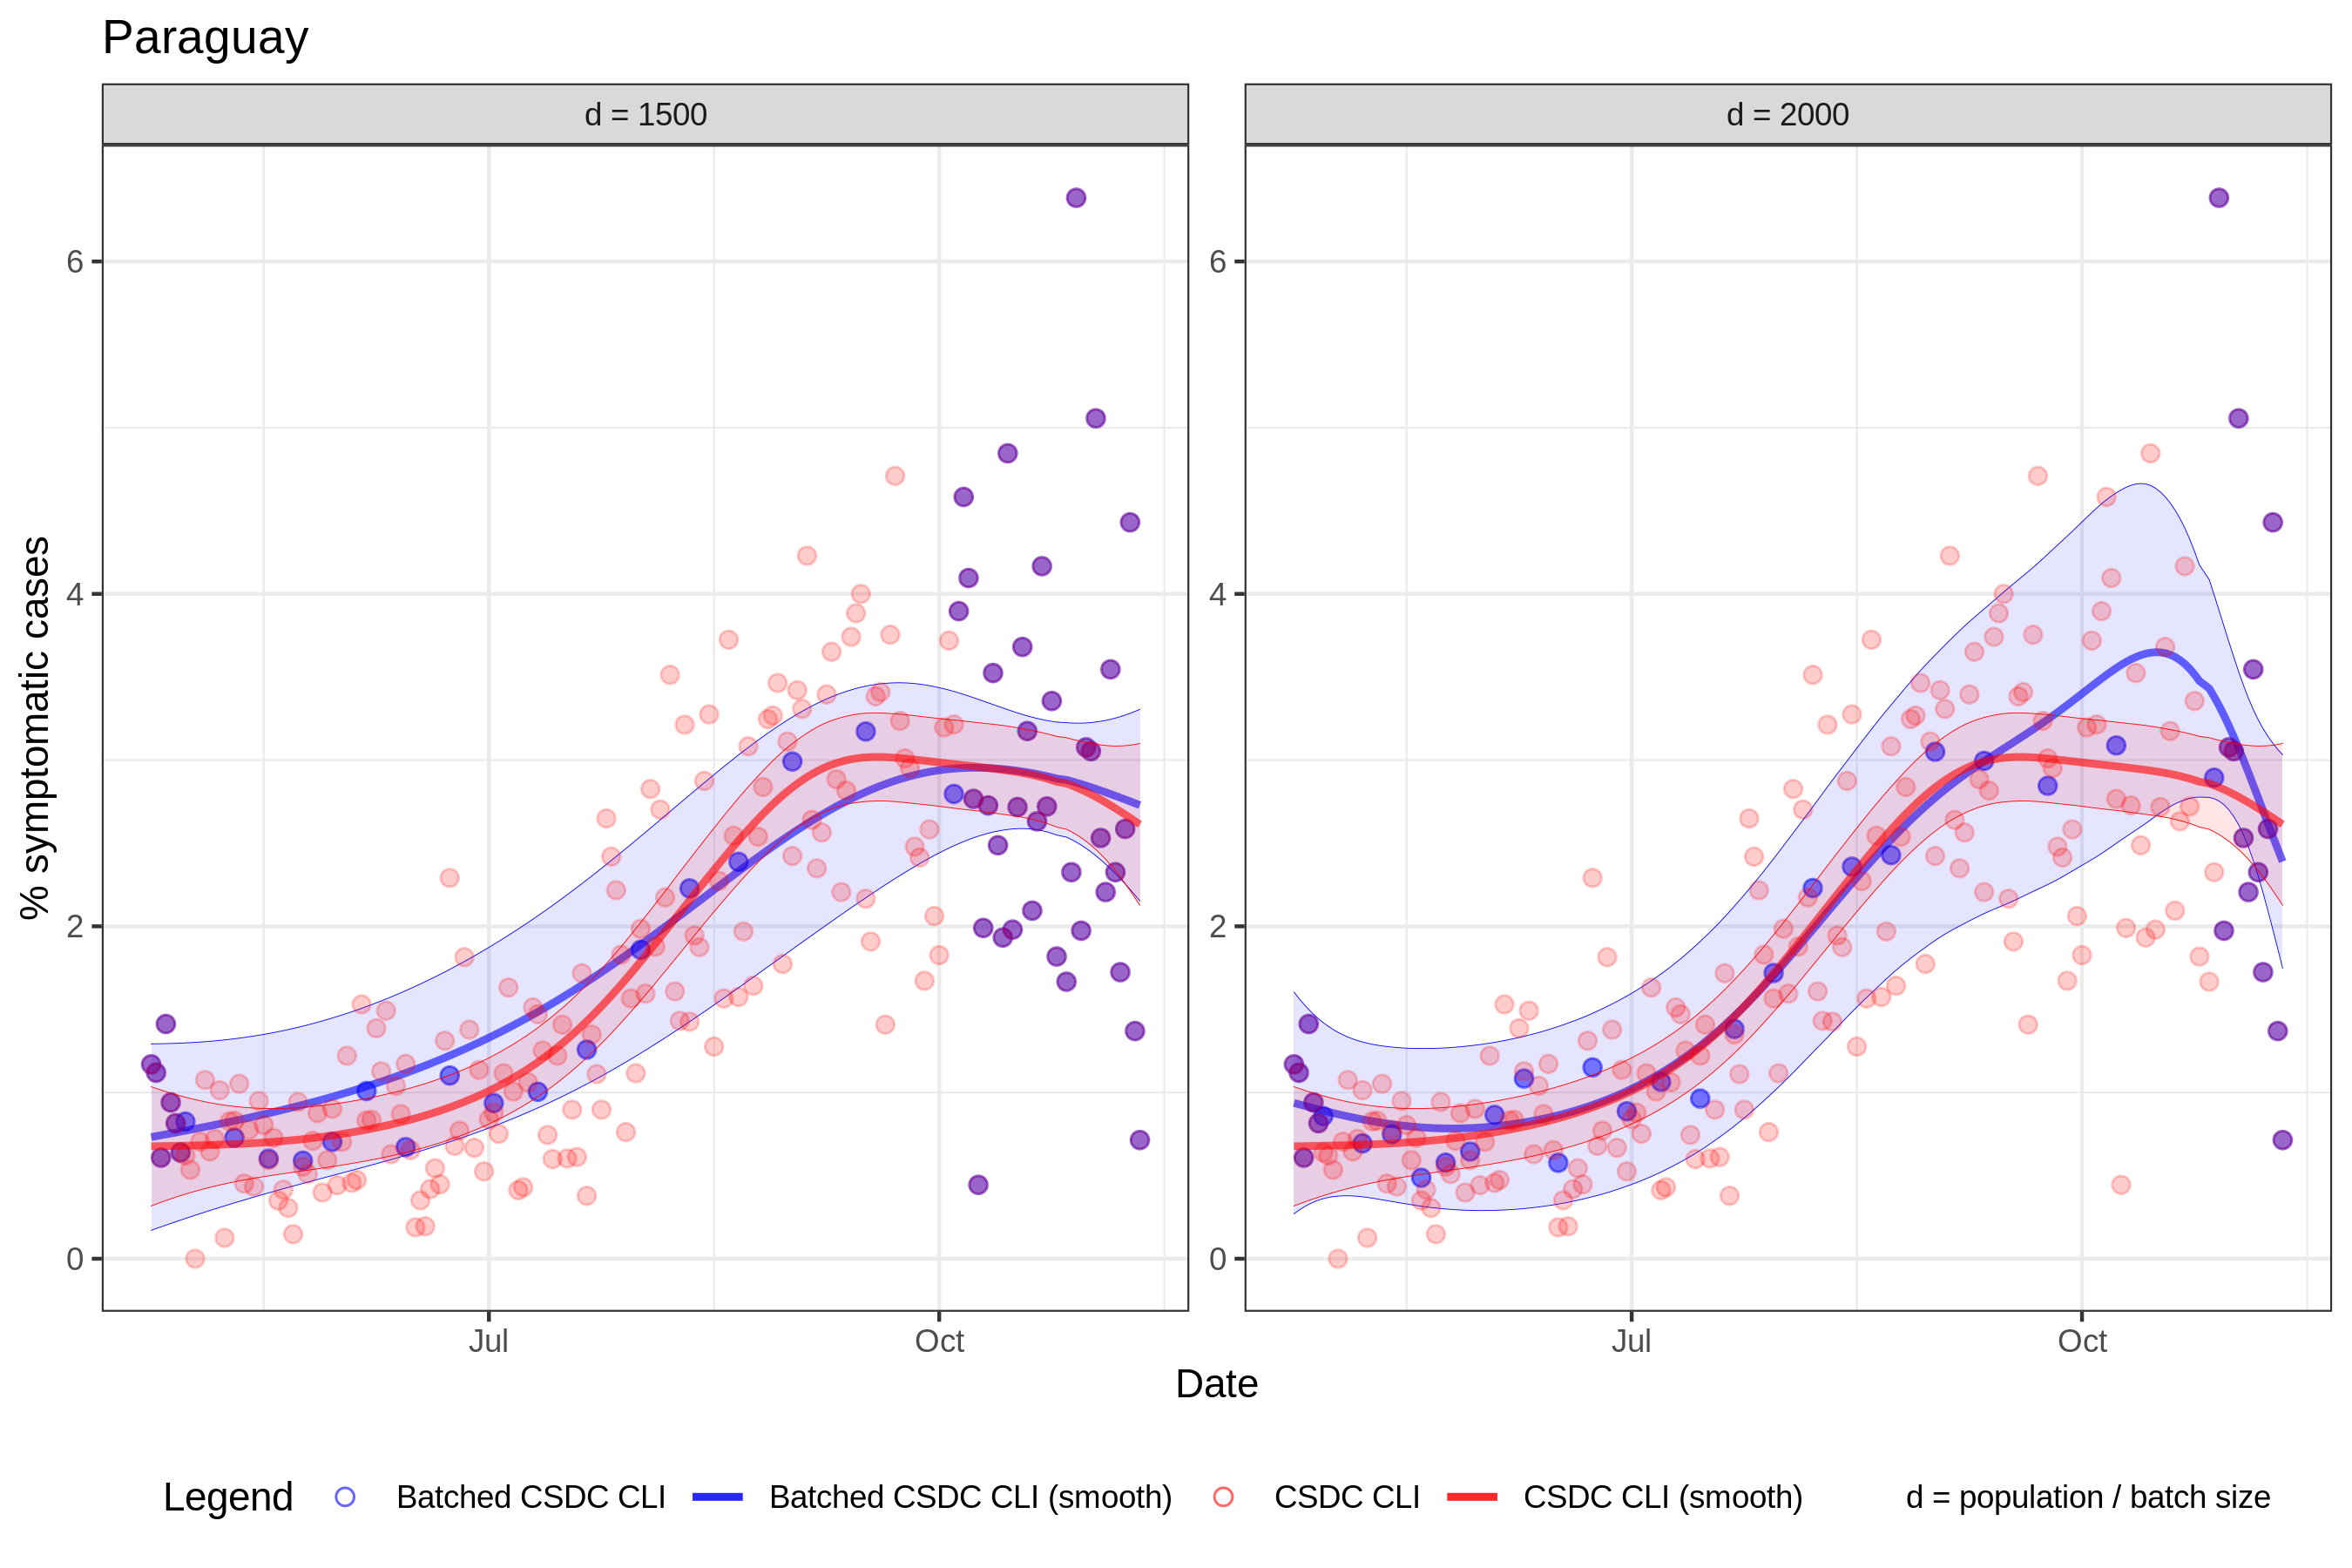 Paraguay
d = 1500
d = 2000
% symptomatic cases
6
4
2
0
6
4
2
0
Jul
Oct
Jul
Oct
Date
Legend
Batched CSDC CLI
Batched CSDC CLI (smooth)
CSDC CLI
CSDC CLI (smooth)
d = population / batch size